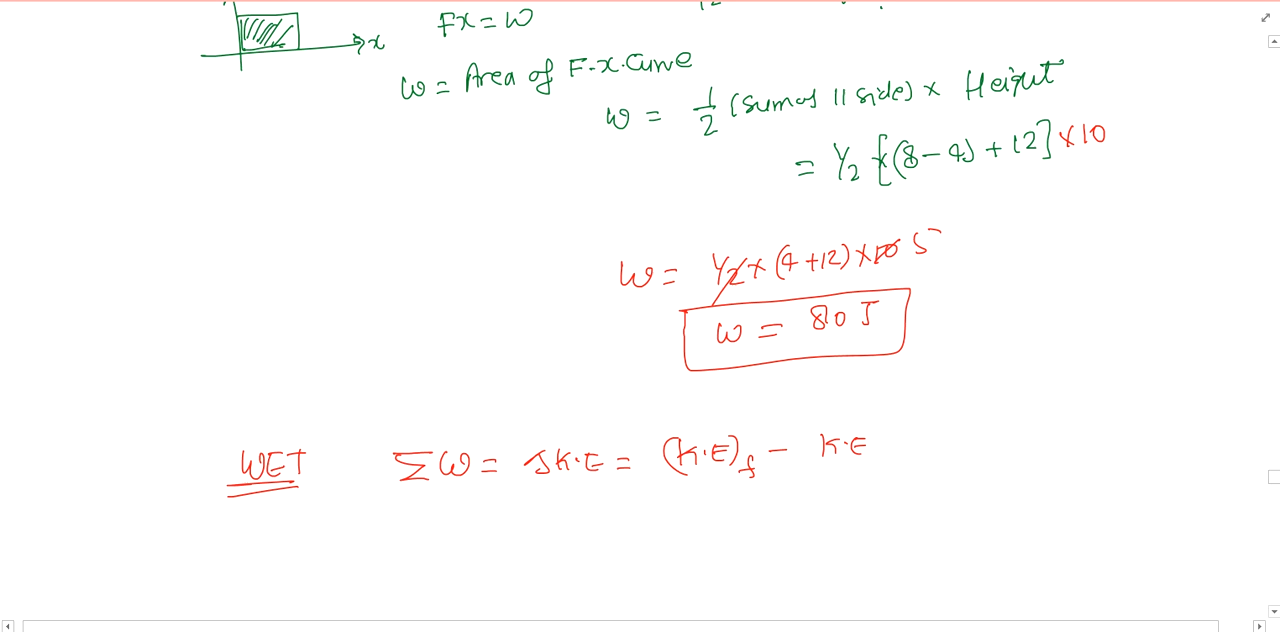 Fx = W
x
W = Area of F-x. Curve
W = 1/2 (Sum of || side) x Height
= 1/2 x [(8-4) + 12] x 10
W = 1/2 x (4+12) x 10 5
W = 80 J
WET ΣW = ΔK.E = (K.E)f - K.E